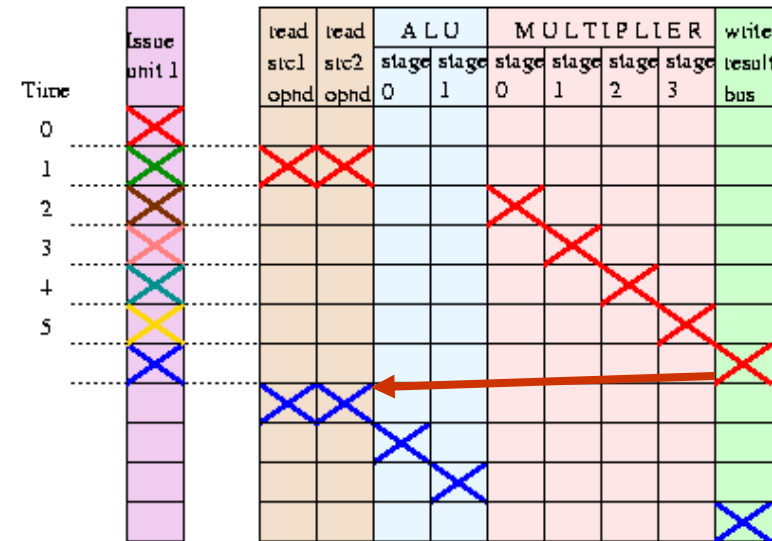 Issue
unit 1
read src1 opnd
read src2 opnd
ALU
stage 0
stage 1
MULTIPLIER
stage 0
stage 1
stage 2
stage 3
write result bus
Time
0
1
2
3
4
5